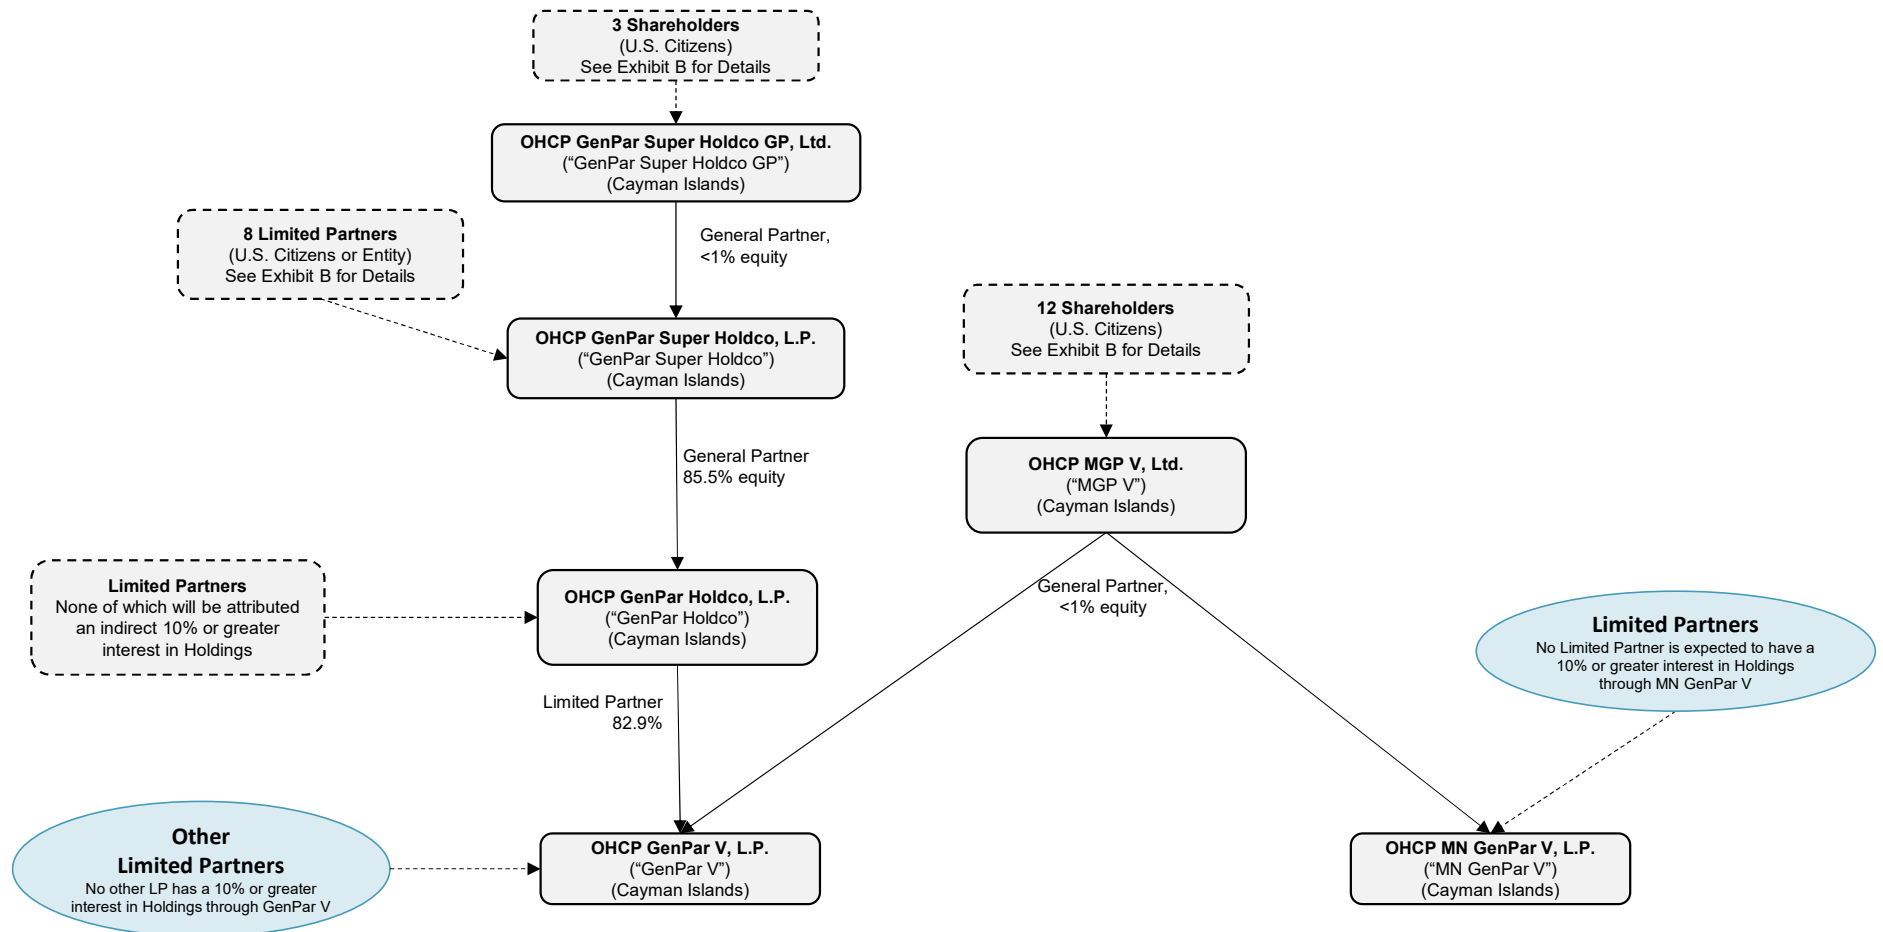 3 Shareholders
(U.S. Citizens)
See Exhibit B for Details
OHCP GenPar Super Holdco GP, Ltd.
(“GenPar Super Holdco GP”)
(Cayman Islands)
8 Limited Partners
(U.S. Citizens or Entity)
See Exhibit B for Details
General Partner,
<1% equity
OHCP GenPar Super Holdco, L.P.
(“GenPar Super Holdco”)
(Cayman Islands)
12 Shareholders
(U.S. Citizens)
See Exhibit B for Details
General Partner
85.5% equity
OHCP MGP V, Ltd.
(“MGP V”)
(Cayman Islands)
Limited Partners
None of which will be attributed
an indirect 10% or greater
interest in Holdings
OHCP GenPar Holdco, L.P.
(“GenPar Holdco”)
(Cayman Islands)
General Partner,
<1% equity
Limited Partners
No Limited Partner is expected to have a
10% or greater interest in Holdings
through MN GenPar V
Limited Partner
82.9%
Other
Limited Partners
No other LP has a 10% or greater
interest in Holdings through GenPar V
OHCP GenPar V, L.P.
(“GenPar V”)
(Cayman Islands)
OHCP MN GenPar V, L.P.
(“MN GenPar V”)
(Cayman Islands)